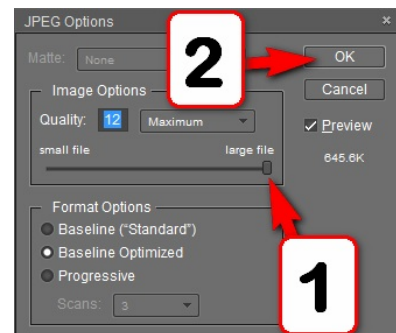 JPEG Options
Matte: None
2
OK
Image Options
Cancel
Quality: 12 Maximum
Preview
small file large file
645.6K
Format Options
Baseline ("Standard")
Baseline Optimized
Progressive
Scans: 3
1